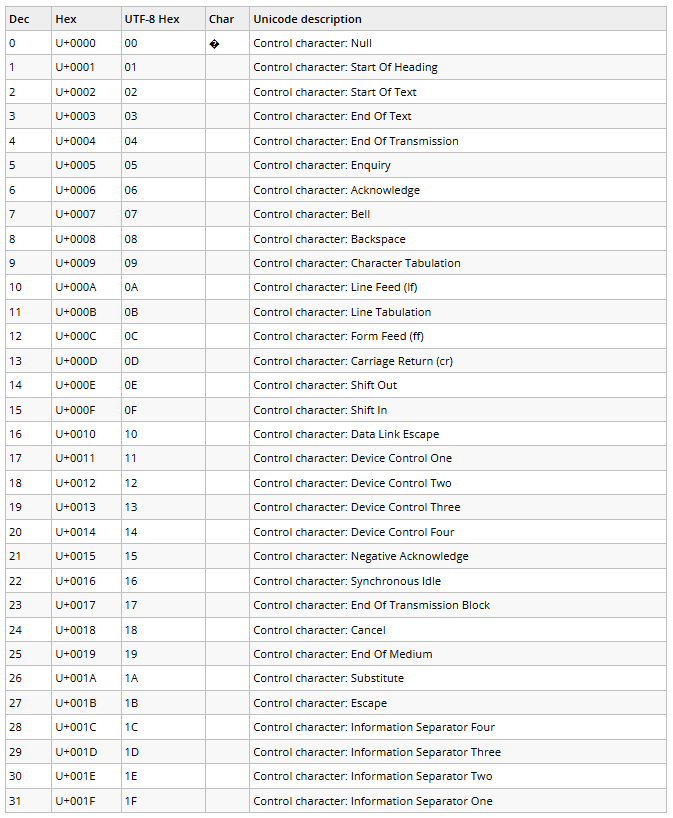 Dec Hex UTF-8 Hex Char Unicode description
0 U+0000 00 � Control character: Null
1 U+0001 01 Control character: Start Of Heading
2 U+0002 02 Control character: Start Of Text
3 U+0003 03 Control character: End Of Text
4 U+0004 04 Control character: End Of Transmission
5 U+0005 05 Control character: Enquiry
6 U+0006 06 Control character: Acknowledge
7 U+0007 07 Control character: Bell
8 U+0008 08 Control character: Backspace
9 U+0009 09 Control character: Character Tabulation
10 U+000A 0A Control character: Line Feed (lf)
11 U+000B 0B Control character: Line Tabulation
12 U+000C 0C Control character: Form Feed (ff)
13 U+000D 0D Control character: Carriage Return (cr)
14 U+000E 0E Control character: Shift Out
15 U+000F 0F Control character: Shift In
16 U+0010 10 Control character: Data Link Escape
17 U+0011 11 Control character: Device Control One
18 U+0012 12 Control character: Device Control Two
19 U+0013 13 Control character: Device Control Three
20 U+0014 14 Control character: Device Control Four
21 U+0015 15 Control character: Negative Acknowledge
22 U+0016 16 Control character: Synchronous Idle
23 U+0017 17 Control character: End Of Transmission Block
24 U+0018 18 Control character: Cancel
25 U+0019 19 Control character: End Of Medium
26 U+001A 1A Control character: Substitute
27 U+001B 1B Control character: Escape
28 U+001C 1C Control character: Information Separator Four
29 U+001D 1D Control character: Information Separator Three
30 U+001E 1E Control character: Information Separator Two
31 U+001F 1F Control character: Information Separator One